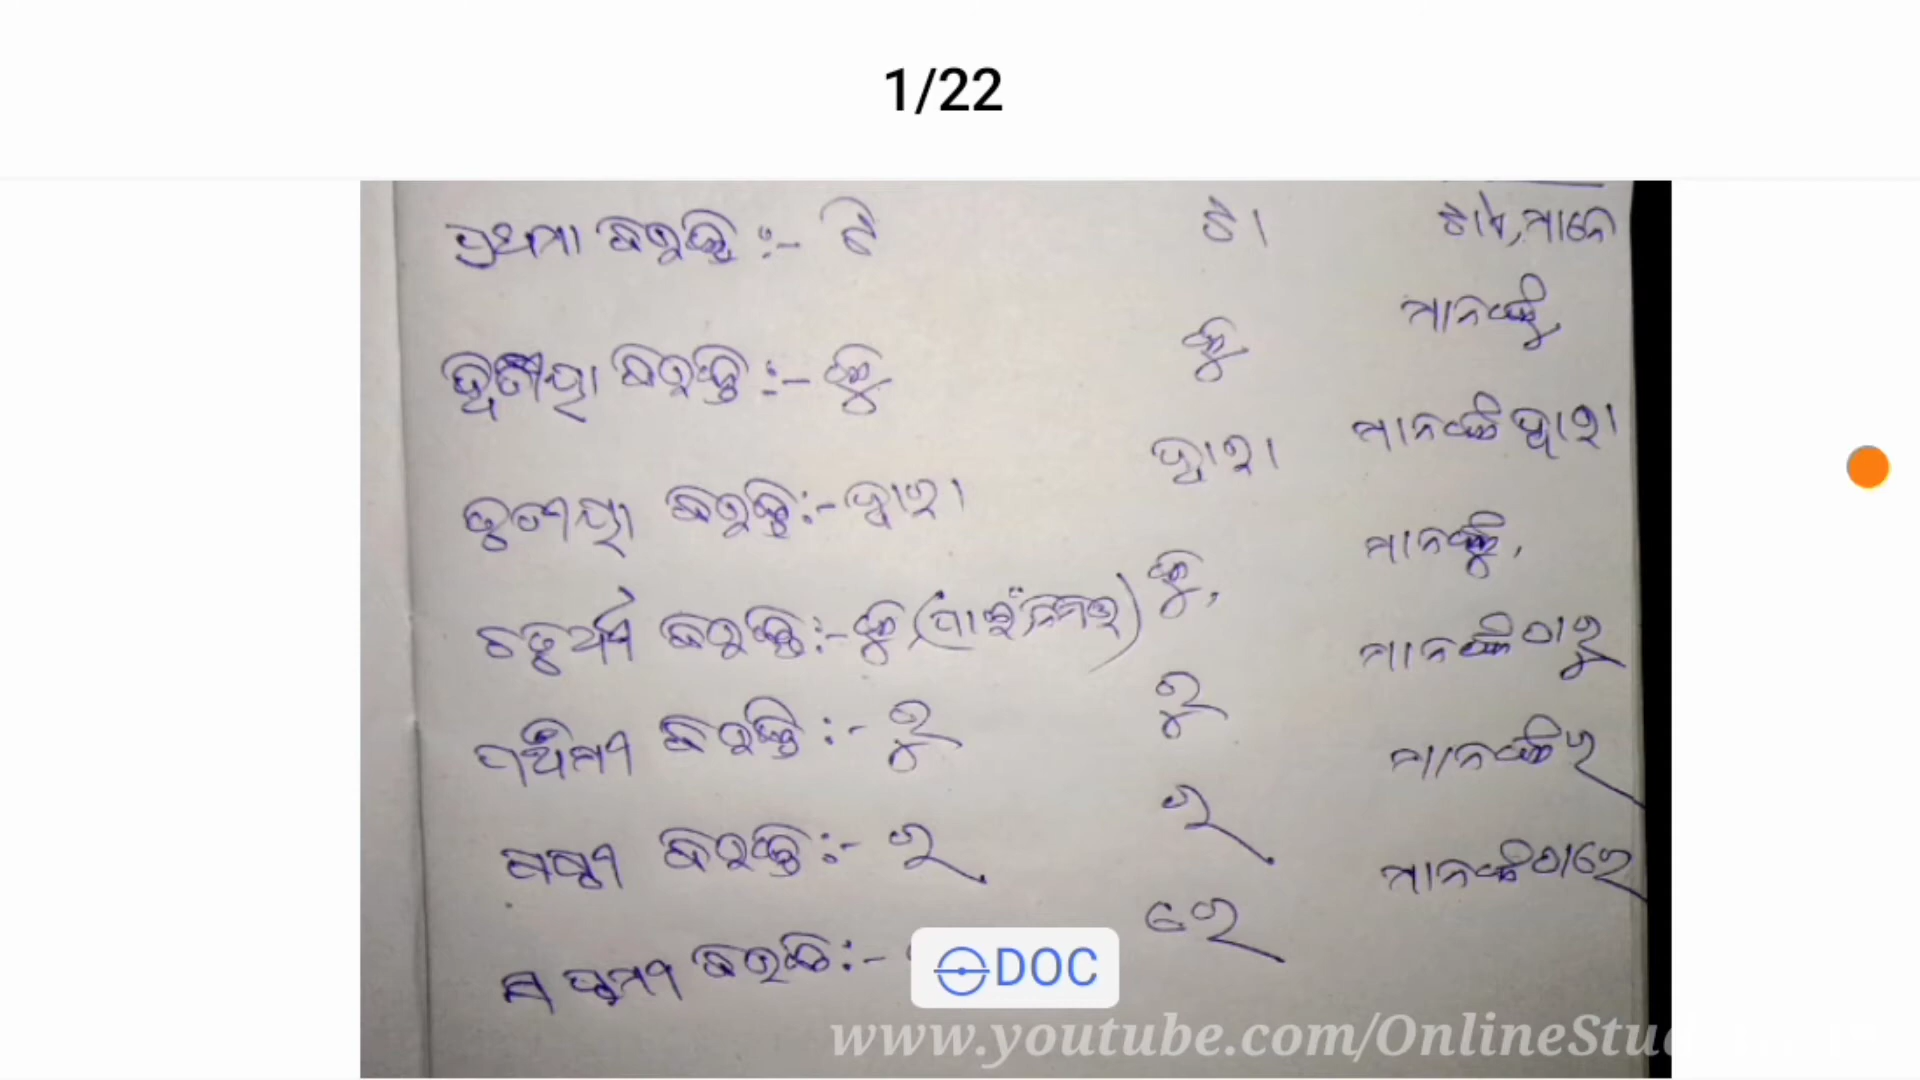 1/22
ପ୍ରଥମା ବିଭକ୍ତି :- ଟି ଟା ଟାଏ, ମାନେ
ଦ୍ୱିତୀୟା ବିଭକ୍ତି :- କୁ କୁ ମାନଙ୍କୁ
ତୃତୀୟା ବିଭକ୍ତି :- ଦ୍ୱାରା ଦ୍ୱାରା ମାନଙ୍କ ଦ୍ୱାରା
ଚତୁର୍ଥୀ ବିଭକ୍ତି :- କୁ (ପାଇଁ ନିମନ୍ତେ) କୁ, ମାନଙ୍କୁ,
ପଞ୍ଚମୀ ବିଭକ୍ତି :- ରୁ ରୁ ମାନଙ୍କ ଠାରୁ
ଷଷ୍ଠୀ ବିଭକ୍ତି :- ର ର ମାନଙ୍କର
ସପ୍ତମୀ ବିଭକ୍ତି :- ରେ ମାନଙ୍କଠାରେ
DOC
www.youtube.com/OnlineStu